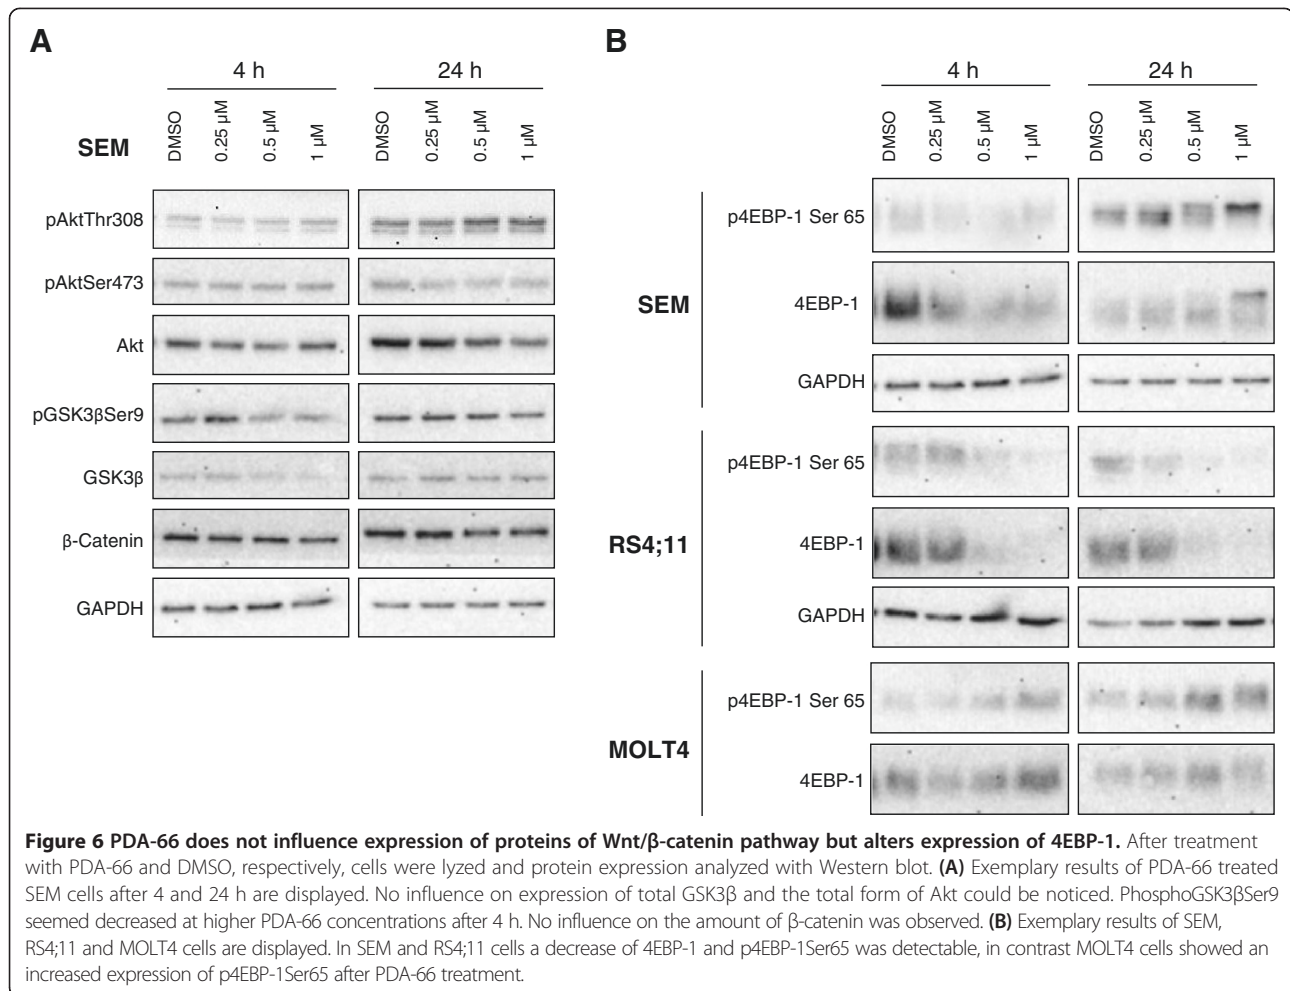 A
4 h
24 h
SEM
DMSO
0.25 µM
0.5 µM
1 µM
DMSO
0.25 µM
0.5 µM
1 µM
pAktThr308
pAktSer473
Akt
pGSK3βSer9
GSK3β
β-Catenin
GAPDH
B
4 h
24 h
DMSO
0.25 µM
0.5 µM
1 µM
DMSO
0.25 µM
0.5 µM
1 µM
SEM
p4EBP-1 Ser 65
4EBP-1
GAPDH
RS4;11
p4EBP-1 Ser 65
4EBP-1
GAPDH
MOLT4
p4EBP-1 Ser 65
4EBP-1
Figure 6 PDA-66 does not influence expression of proteins of Wnt/β-catenin pathway but alters expression of 4EBP-1. After treatment
with PDA-66 and DMSO, respectively, cells were lyzed and protein expression analyzed with Western blot. (A) Exemplary results of PDA-66 treated
SEM cells after 4 and 24 h are displayed. No influence on expression of total GSK3β and the total form of Akt could be noticed. PhosphoGSK3βSer9
seemed decreased at higher PDA-66 concentrations after 4 h. No influence on the amount of β-catenin was observed. (B) Exemplary results of SEM,
RS4;11 and MOLT4 cells are displayed. In SEM and RS4;11 cells a decrease of 4EBP-1 and p4EBP-1Ser65 was detectable, in contrast MOLT4 cells showed an
increased expression of p4EBP-1Ser65 after PDA-66 treatment.